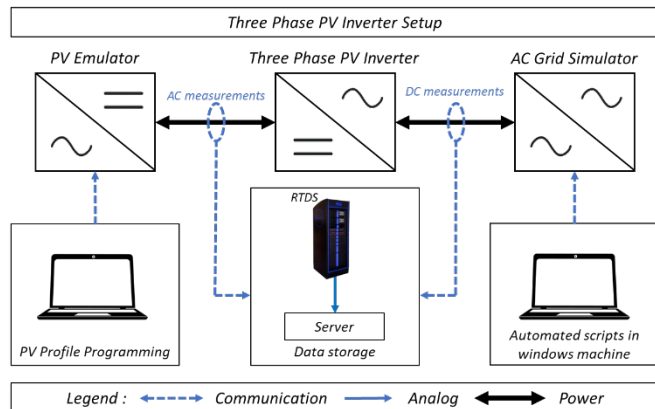 Three Phase PV Inverter Setup
PV Emulator
Three Phase PV Inverter
AC Grid Simulator
AC measurements
DC measurements
RTDS
Server
PV Profile Programming
Data storage
Automated scripts in
windows machine
Legend : Communication Analog Power